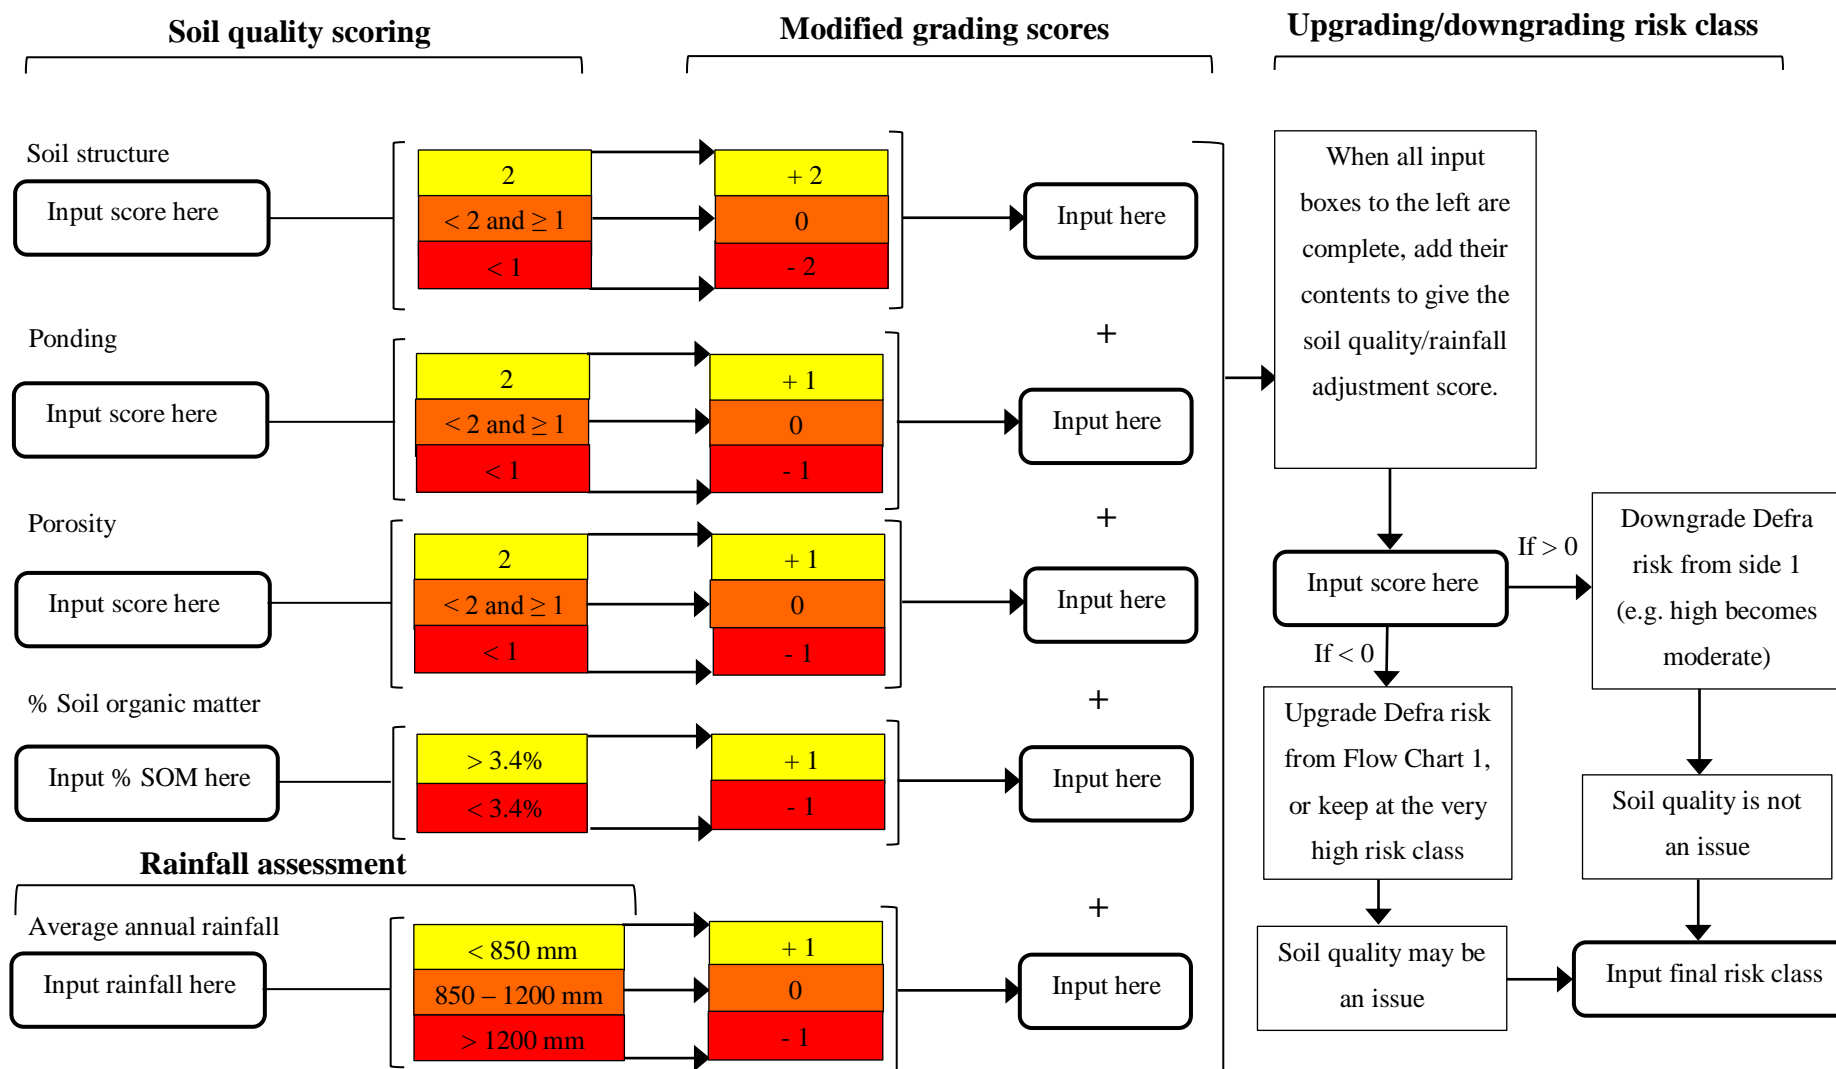 Soil quality scoring
Modified grading scores
Upgrading/downgrading risk class
Soil structure
Input score here
2
< 2 and ≥ 1
< 1
+ 2
0
- 2
Input here
+
Ponding
Input score here
2
< 2 and ≥ 1
< 1
+ 1
0
- 1
Input here
+
Porosity
Input score here
2
< 2 and ≥ 1
< 1
+ 1
0
- 1
Input here
+
% Soil organic matter
Input % SOM here
> 3.4%
< 3.4%
+ 1
- 1
Input here
+
Rainfall assessment
Average annual rainfall
Input rainfall here
< 850 mm
850 – 1200 mm
> 1200 mm
+ 1
0
- 1
Input here
When all input
boxes to the left are
complete, add their
contents to give the
soil quality/rainfall
adjustment score.
Input score here
If > 0
If < 0
Downgrade Defra
risk from side 1
(e.g. high becomes
moderate)
Upgrade Defra risk
from Flow Chart 1,
or keep at the very
high risk class
Soil quality is not
an issue
Soil quality may be
an issue
Input final risk class